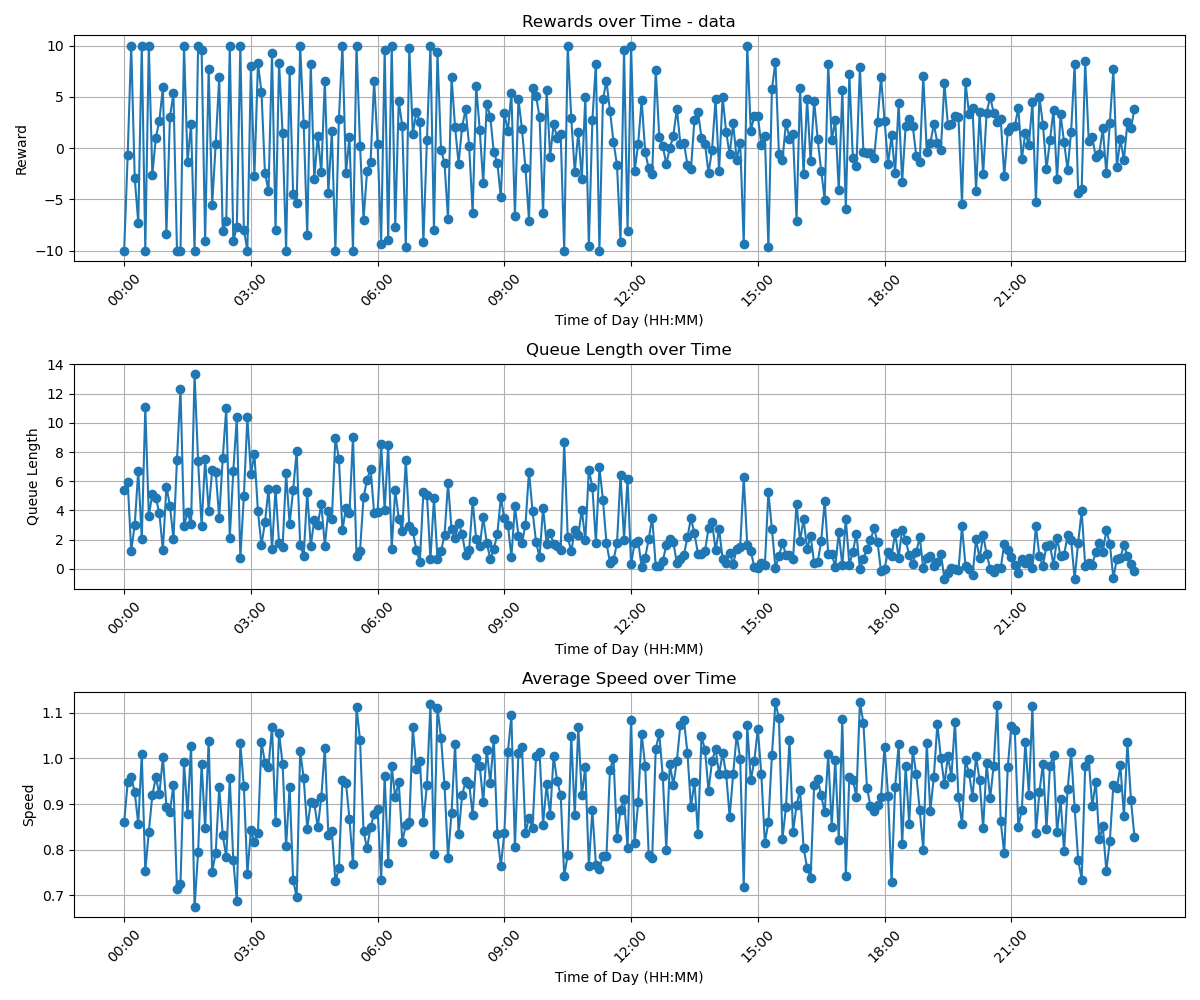 Rewards over Time - data
10
5
0
−5
−10
Reward
00:00 03:00 06:00 09:00 12:00 15:00 18:00 21:00
Time of Day (HH:MM)
Queue Length over Time
14
12
10
8
6
4
2
0
Queue Length
00:00 03:00 06:00 09:00 12:00 15:00 18:00 21:00
Time of Day (HH:MM)
Average Speed over Time
1.1
1.0
0.9
0.8
0.7
Speed
00:00 03:00 06:00 09:00 12:00 15:00 18:00 21:00
Time of Day (HH:MM)